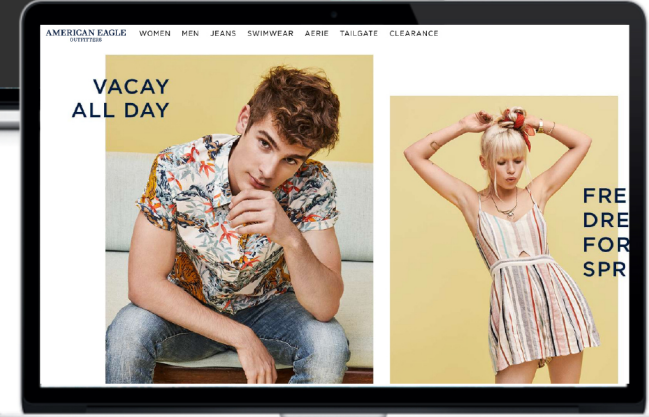 AMERICAN EAGLE
OUTFITTERS
WOMEN MEN JEANS SWIMWEAR AERIE TAILGATE CLEARANCE
VACAY
ALL DAY
FRE
DRE
FOR
SPR